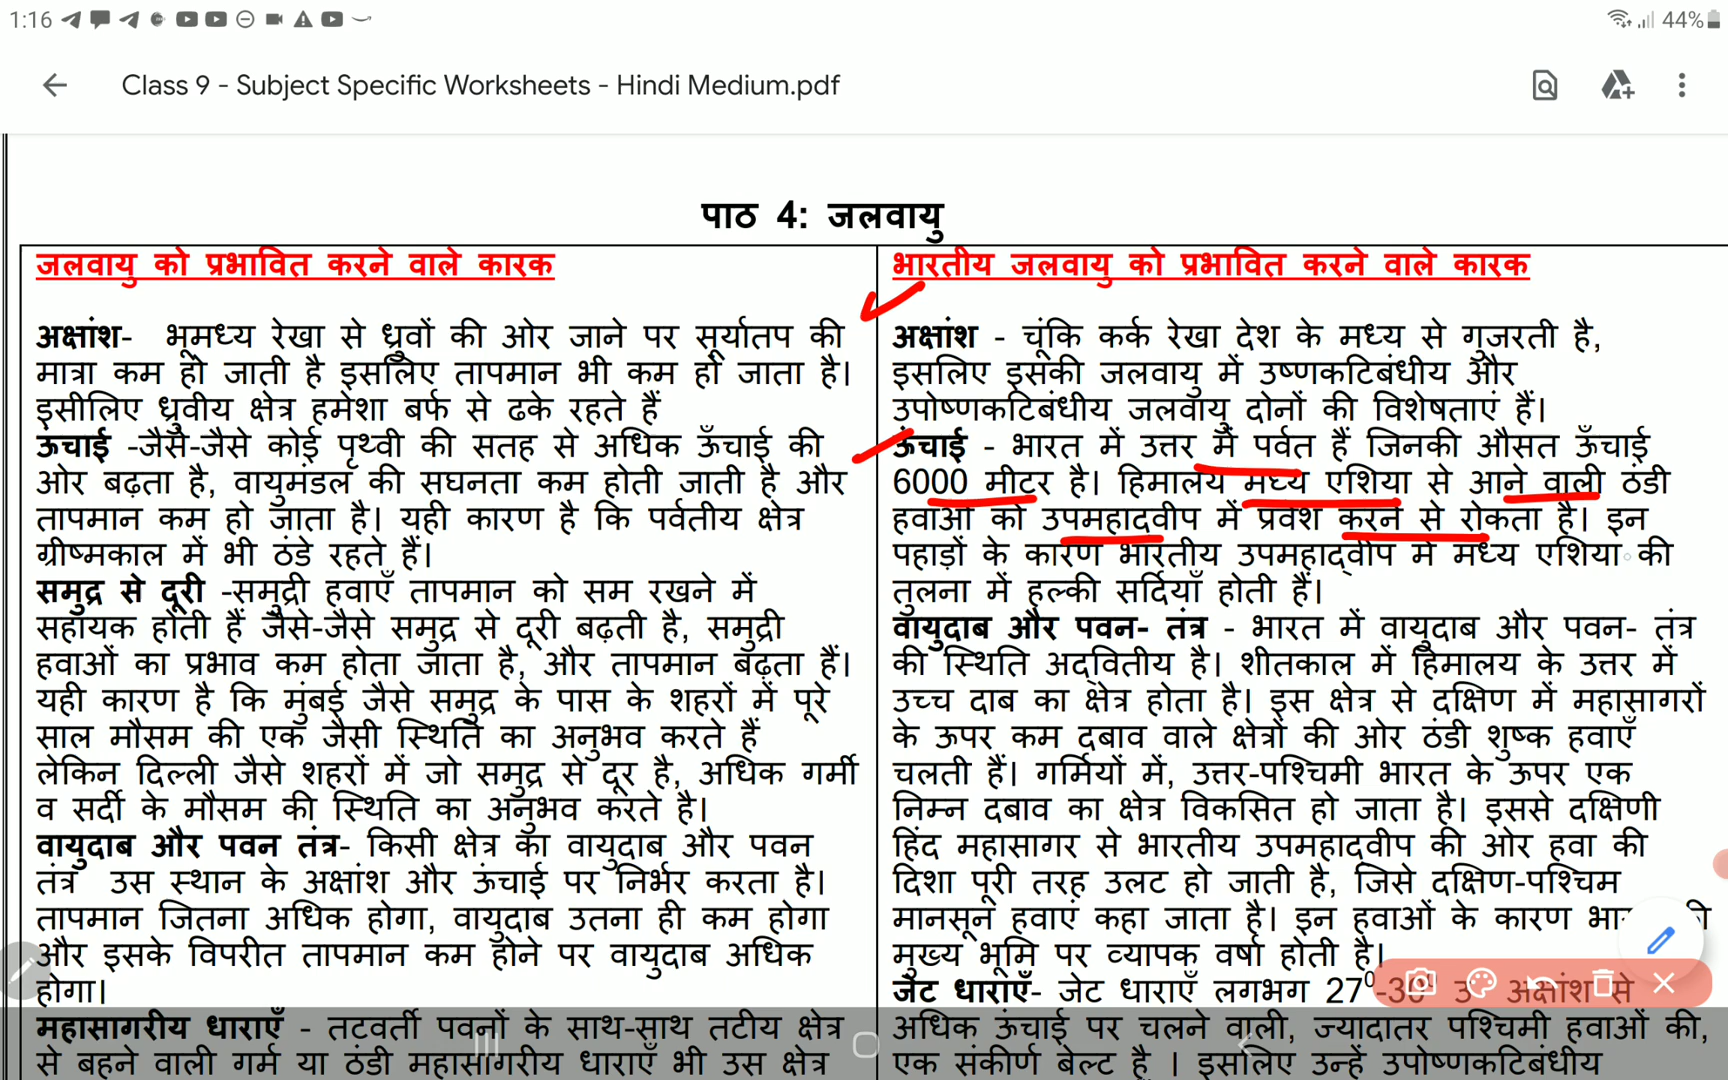 1:16
44%
Class 9 - Subject Specific Worksheets - Hindi Medium.pdf
पाठ 4: जलवायु
जलवायु को प्रभावित करने वाले कारक
अक्षांश- भूमध्य रेखा से ध्रुवों की ओर जाने पर सूर्यातप की
मात्रा कम हो जाती है इसलिए तापमान भी कम हो जाता है।
इसीलिए ध्रुवीय क्षेत्र हमेशा बर्फ से ढके रहते हैं
ऊंचाई -जैसे-जैसे कोई पृथ्वी की सतह से अधिक ऊँचाई की
ओर बढ़ता है, वायुमंडल की सघनता कम होती जाती है और
तापमान कम हो जाता है। यही कारण है कि पर्वतीय क्षेत्र
ग्रीष्मकाल में भी ठंडे रहते हैं।
समुद्र से दूरी -समुद्री हवाएँ तापमान को सम रखने में
सहायक होती हैं जैसे-जैसे समुद्र से दूरी बढ़ती है, समुद्री
हवाओं का प्रभाव कम होता जाता है, और तापमान बढ़ता हैं।
यही कारण है कि मुंबई जैसे समुद्र के पास के शहरों में पूरे
साल मौसम की एक जैसी स्थिति का अनुभव करते हैं
लेकिन दिल्ली जैसे शहरों में जो समुद्र से दूर है, अधिक गर्मी
व सर्दी के मौसम की स्थिति का अनुभव करते है।
वायुदाब और पवन तंत्र- किसी क्षेत्र का वायुदाब और पवन
तंत्र उस स्थान के अक्षांश और ऊंचाई पर निर्भर करता है।
तापमान जितना अधिक होगा, वायुदाब उतना ही कम होगा
और इसके विपरीत तापमान कम होने पर वायुदाब अधिक
होगा।
महासागरीय धाराएँ - तटवर्ती पवनों के साथ-साथ तटीय क्षेत्र
से बहने वाली गर्म या ठंडी महासागरीय धाराएँ भी उस क्षेत्र
भारतीय जलवायु को प्रभावित करने वाले कारक
अक्षांश - चूंकि कर्क रेखा देश के मध्य से गुजरती है,
इसलिए इसकी जलवायु में उष्णकटिबंधीय और
उपोष्णकटिबंधीय जलवायु दोनों की विशेषताएं हैं।
ऊंचाई - भारत में उत्तर में पर्वत हैं जिनकी औसत ऊँचाई
6000 मीटर है। हिमालय मध्य एशिया से आने वाली ठंडी
हवाओं को उपमहाद्वीप में प्रवेश करने से रोकता है। इन
पहाड़ों के कारण भारतीय उपमहाद्वीप में मध्य एशिया की
तुलना में हल्की सर्दियाँ होती हैं।
वायुदाब और पवन- तंत्र - भारत में वायुदाब और पवन- तंत्र
की स्थिति अद्वितीय है। शीतकाल में हिमालय के उत्तर में
उच्च दाब का क्षेत्र होता है। इस क्षेत्र से दक्षिण में महासागरों
के ऊपर कम दबाव वाले क्षेत्रों की ओर ठंडी शुष्क हवाएँ
चलती हैं। गर्मियों में, उत्तर-पश्चिमी भारत के ऊपर एक
निम्न दबाव का क्षेत्र विकसित हो जाता है। इससे दक्षिणी
हिंद महासागर से भारतीय उपमहाद्वीप की ओर हवा की
दिशा पूरी तरह उलट हो जाती है, जिसे दक्षिण-पश्चिम
मानसून हवाएं कहा जाता है। इन हवाओं के कारण
मुख्य भूमि पर व्यापक वर्षा होती है।
जेट धाराएँ- जेट धाराएँ लगभग 27⁰-30⁰ उ अक्षांश से
अधिक ऊंचाई पर चलने वाली, ज्यादातर पश्चिमी हवाओं की,
एक संकीर्ण बेल्ट है । इसलिए उन्हें उपोष्णकटिबंधीय